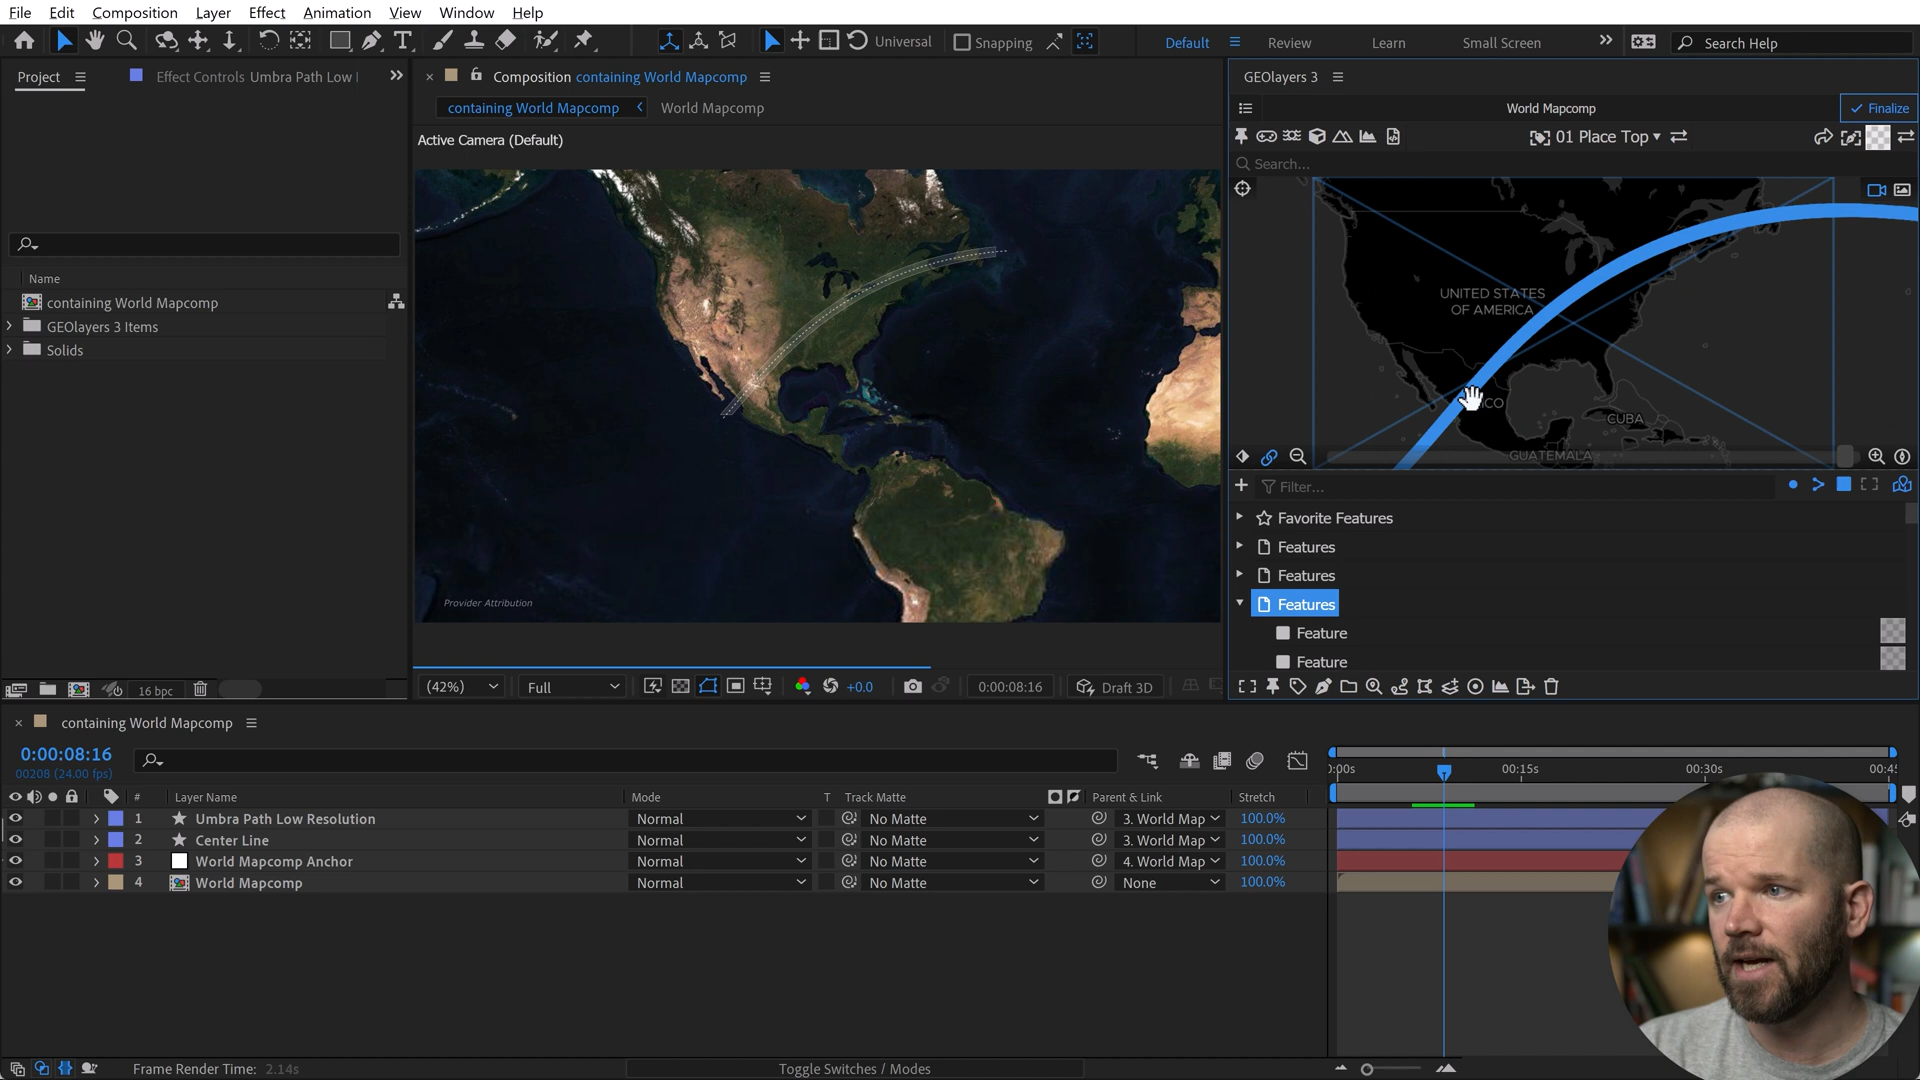 File Edit Composition Layer Effect Animation View Window Help
Universal Snapping Default Review Learn Small Screen Search Help
Project Effect Controls Umbra Path Low
Composition containing World Mapcomp
GEOlayers 3
containing World Mapcomp World Mapcomp
World Mapcomp Finalize
Active Camera (Default)
01 Place Top
Search...
Name
containing World Mapcomp
GEOlayers 3 Items
Solids
UNITED STATES
OF AMERICA
CUBA
GUATEMALA
Filter...
Favorite Features
Features
Features
Features
Feature
Feature
Provider Attribution
16 bpc
(42%) Full +0.0 0:00:08:16 Draft 3D
containing World Mapcomp
0:00:08:16
00208 (24.00 fps)
:00s 00:15s 00:30s 00:45
# Layer Name Mode T Track Matte Parent & Link Stretch
1 Umbra Path Low Resolution Normal No Matte 3. World Map 100.0%
2 Center Line Normal No Matte 3. World Map 100.0%
3 World Mapcomp Anchor Normal No Matte 4. World Map 100.0%
4 World Mapcomp Normal No Matte None 100.0%
Frame Render Time: 2.14s Toggle Switches / Modes